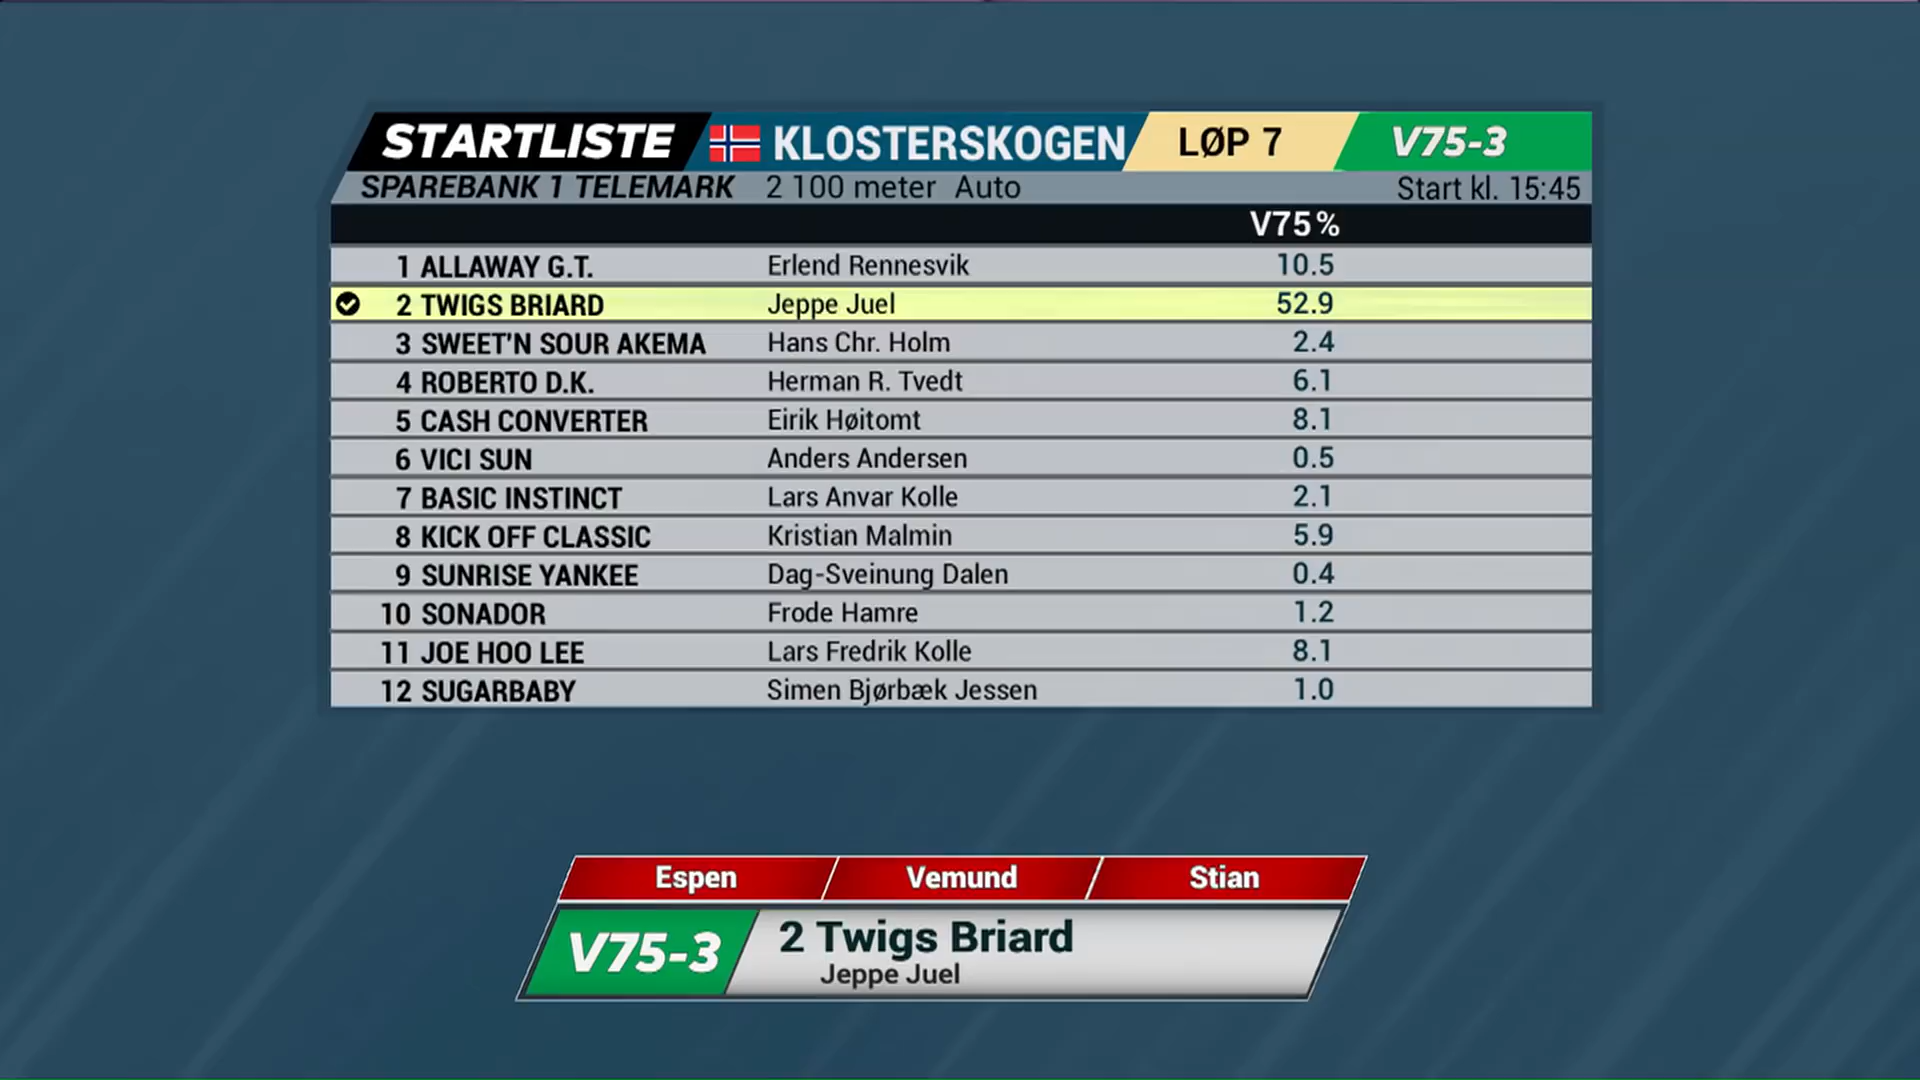 STARTLISTE KLOSTERSKOGEN LØP 7 V75-3
SPAREBANK 1 TELEMARK 2 100 meter Auto Start kl. 15:45
V75%
1 ALLAWAY G.T. Erlend Rennesvik 10.5
2 TWIGS BRIARD Jeppe Juel 52.9
3 SWEET'N SOUR AKEMA Hans Chr. Holm 2.4
4 ROBERTO D.K. Herman R. Tvedt 6.1
5 CASH CONVERTER Eirik Høitomt 8.1
6 VICI SUN Anders Andersen 0.5
7 BASIC INSTINCT Lars Anvar Kolle 2.1
8 KICK OFF CLASSIC Kristian Malmin 5.9
9 SUNRISE YANKEE Dag-Sveinung Dalen 0.4
10 SONADOR Frode Hamre 1.2
11 JOE HOO LEE Lars Fredrik Kolle 8.1
12 SUGARBABY Simen Bjørbæk Jessen 1.0
Espen Vemund Stian
V75-3 2 Twigs Briard
Jeppe Juel